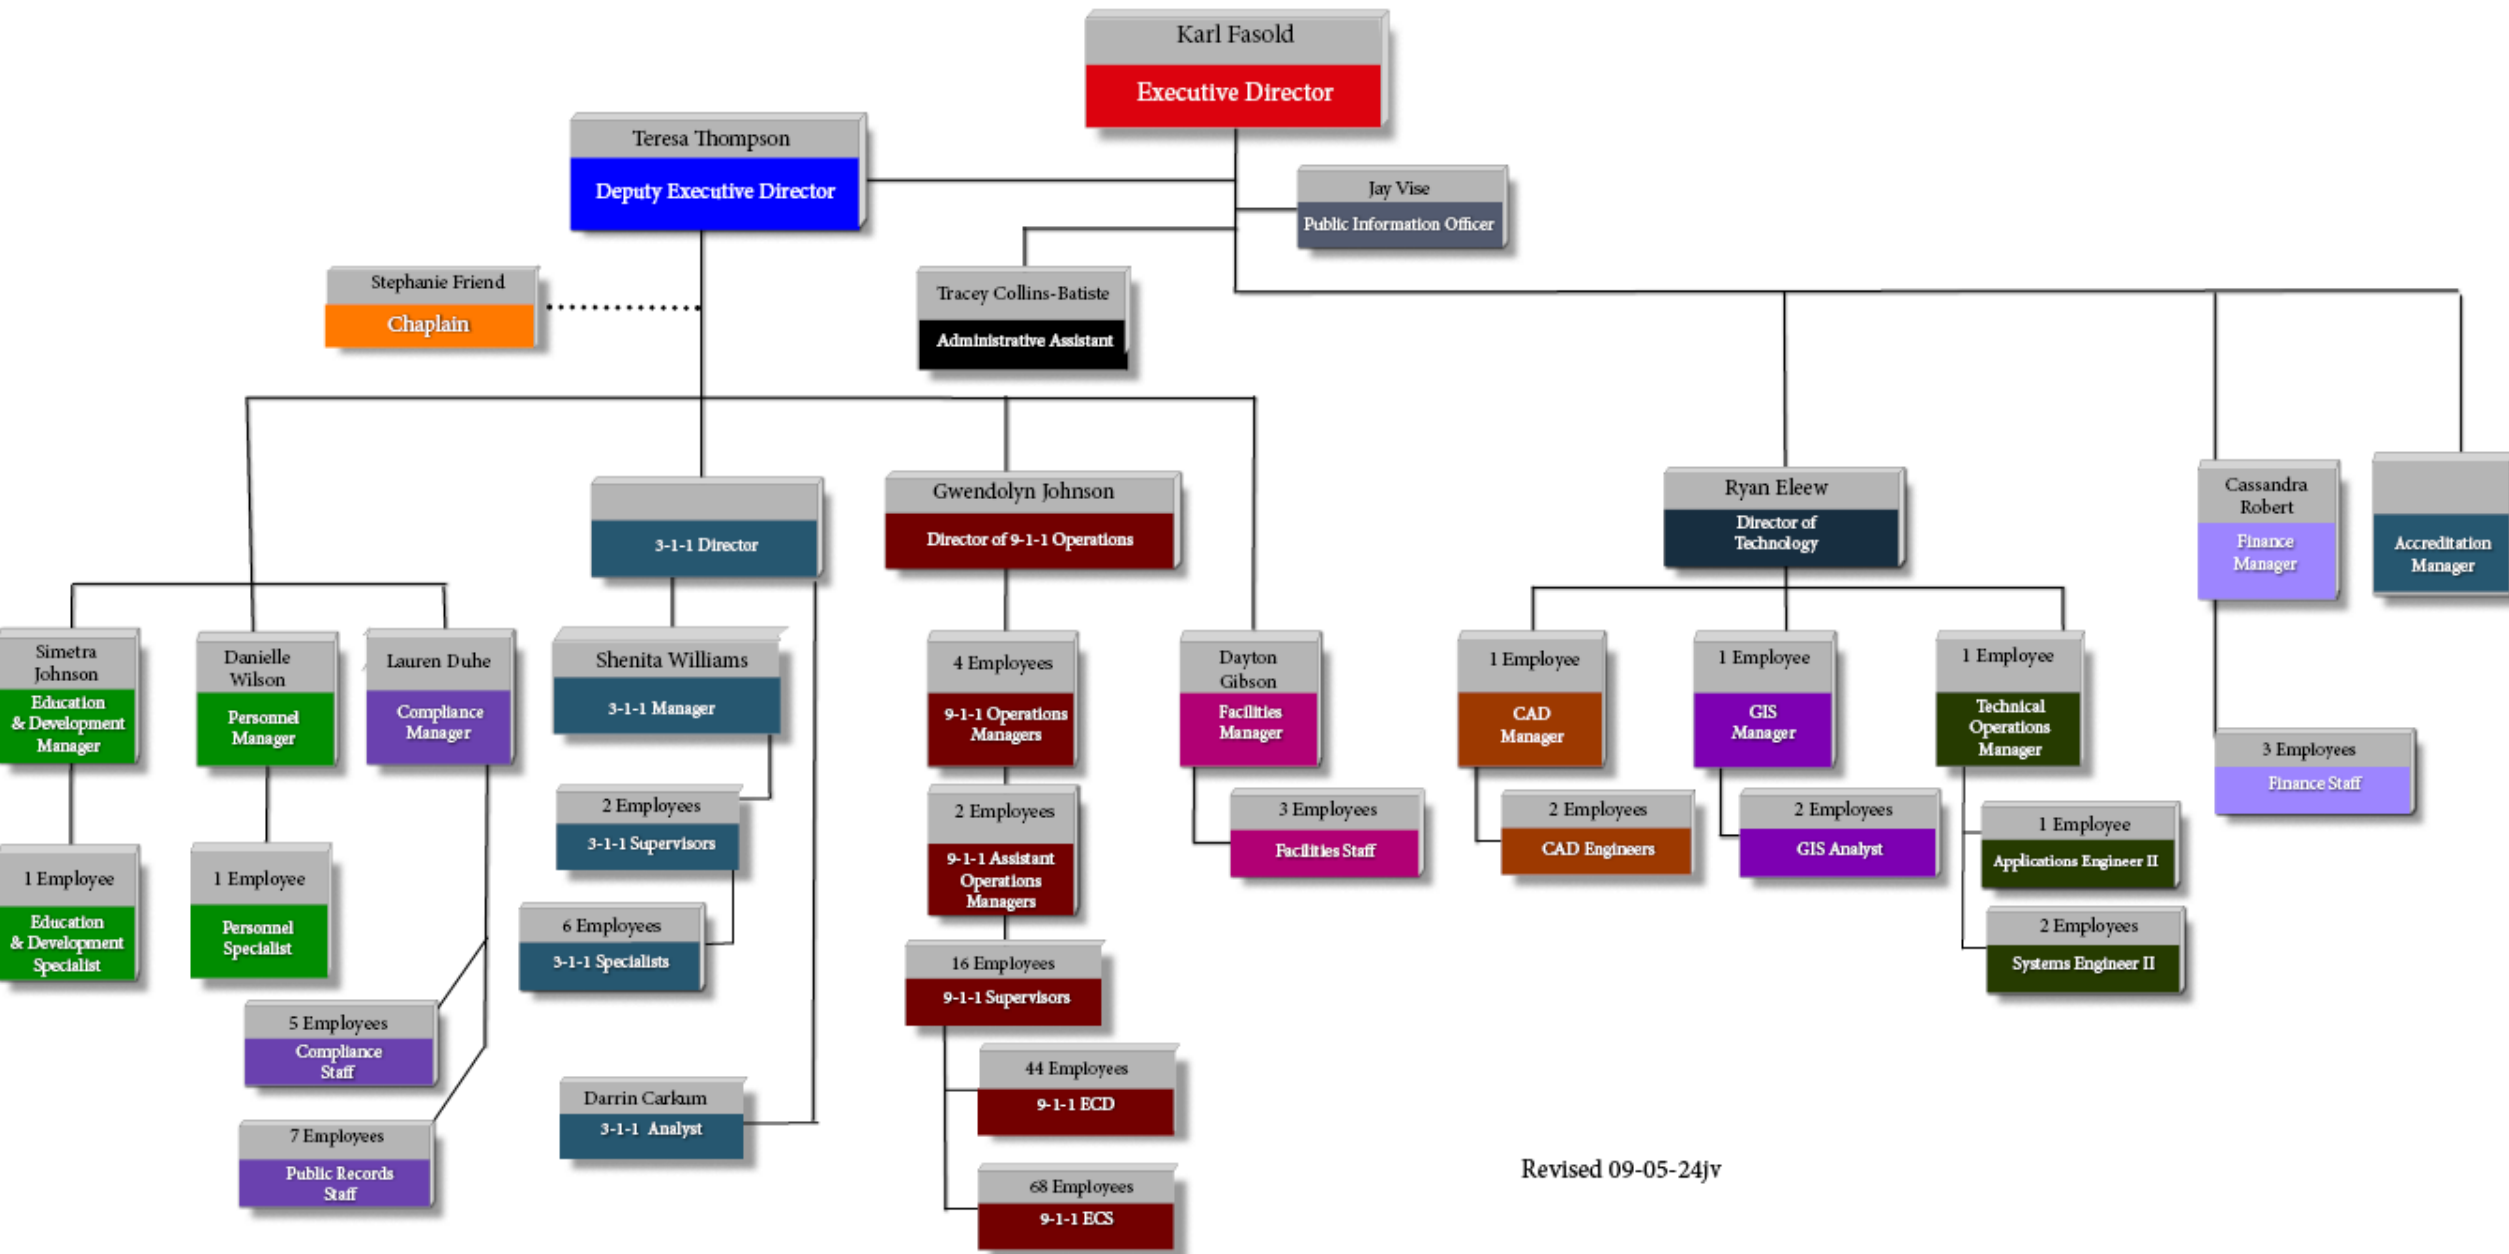 Karl Fasold
Executive Director
Teresa Thompson
Deputy Executive Director
Jay Vise
Public Information Officer
Stephanie Friend
Chaplain
Tracey Collins-Batiste
Administrative Assistant
3-1-1 Director
Gwendolyn Johnson
Director of 9-1-1 Operations
Ryan Eleew
Director of
Technology
Cassandra
Robert
Finance
Manager
Accreditation
Manager
Simetra
Johnson
Education
& Development
Manager
Danielle
Wilson
Personnel
Manager
Lauren Duhe
Compliance
Manager
Shenita Williams
3-1-1 Manager
4 Employees
9-1-1 Operations
Managers
Dayton
Gibson
Facilities
Manager
1 Employee
CAD
Manager
1 Employee
GIS
Manager
1 Employee
Technical
Operations
Manager
3 Employees
Finance Staff
2 Employees
3-1-1 Supervisors
2 Employees
9-1-1 Assistant
Operations
Managers
3 Employees
Facilities Staff
2 Employees
CAD Engineers
2 Employees
GIS Analyst
1 Employee
Applications Engineer II
1 Employee
Education
& Development
Specialist
1 Employee
Personnel
Specialist
6 Employees
3-1-1 Specialists
2 Employees
Systems Engineer II
16 Employees
9-1-1 Supervisors
5 Employees
Compliance
Staff
44 Employees
9-1-1 ECD
Darrin Carkum
3-1-1 Analyst
7 Employees
Public Records
Staff
68 Employees
9-1-1 ECS
Revised 09-05-24jv